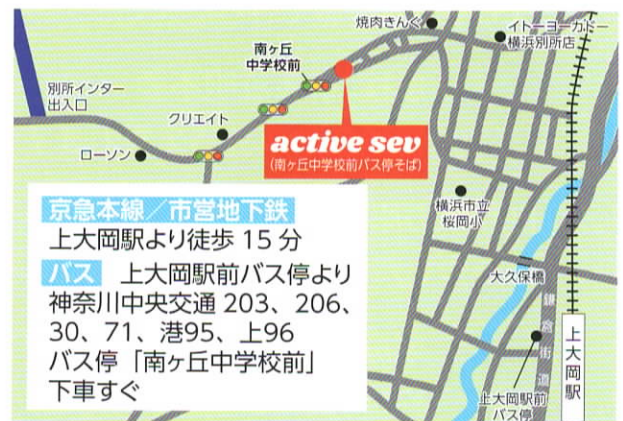 焼肉きんぐ
イトーヨーカドー
横浜別所店
南ヶ丘
中学校前
別所インター
出入口
クリエイト
ローソン
active sev
(南ヶ丘中学校前バス停そば)
横浜市立
桜岡小
大久保橋
鎌倉街道
上大岡駅
上大岡駅前
バス停
京急本線/市営地下鉄
上大岡駅より徒歩 15 分
バス 上大岡駅前バス停より
神奈川中央交通 203、206、
30、71、港95、上96
バス停「南ヶ丘中学校前」
下車すぐ